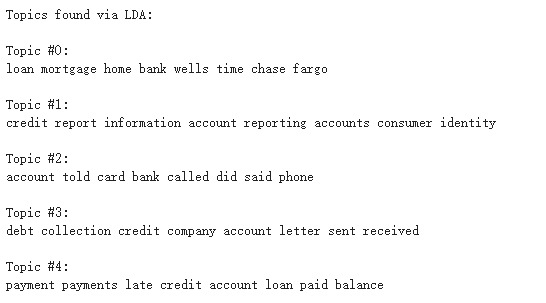 Topics found via LDA:
Topic #0:
loan mortgage home bank wells time chase fargo
Topic #1:
credit report information account reporting accounts consumer identity
Topic #2:
account told card bank called did said phone
Topic #3:
debt collection credit company account letter sent received
Topic #4:
payment payments late credit account loan paid balance